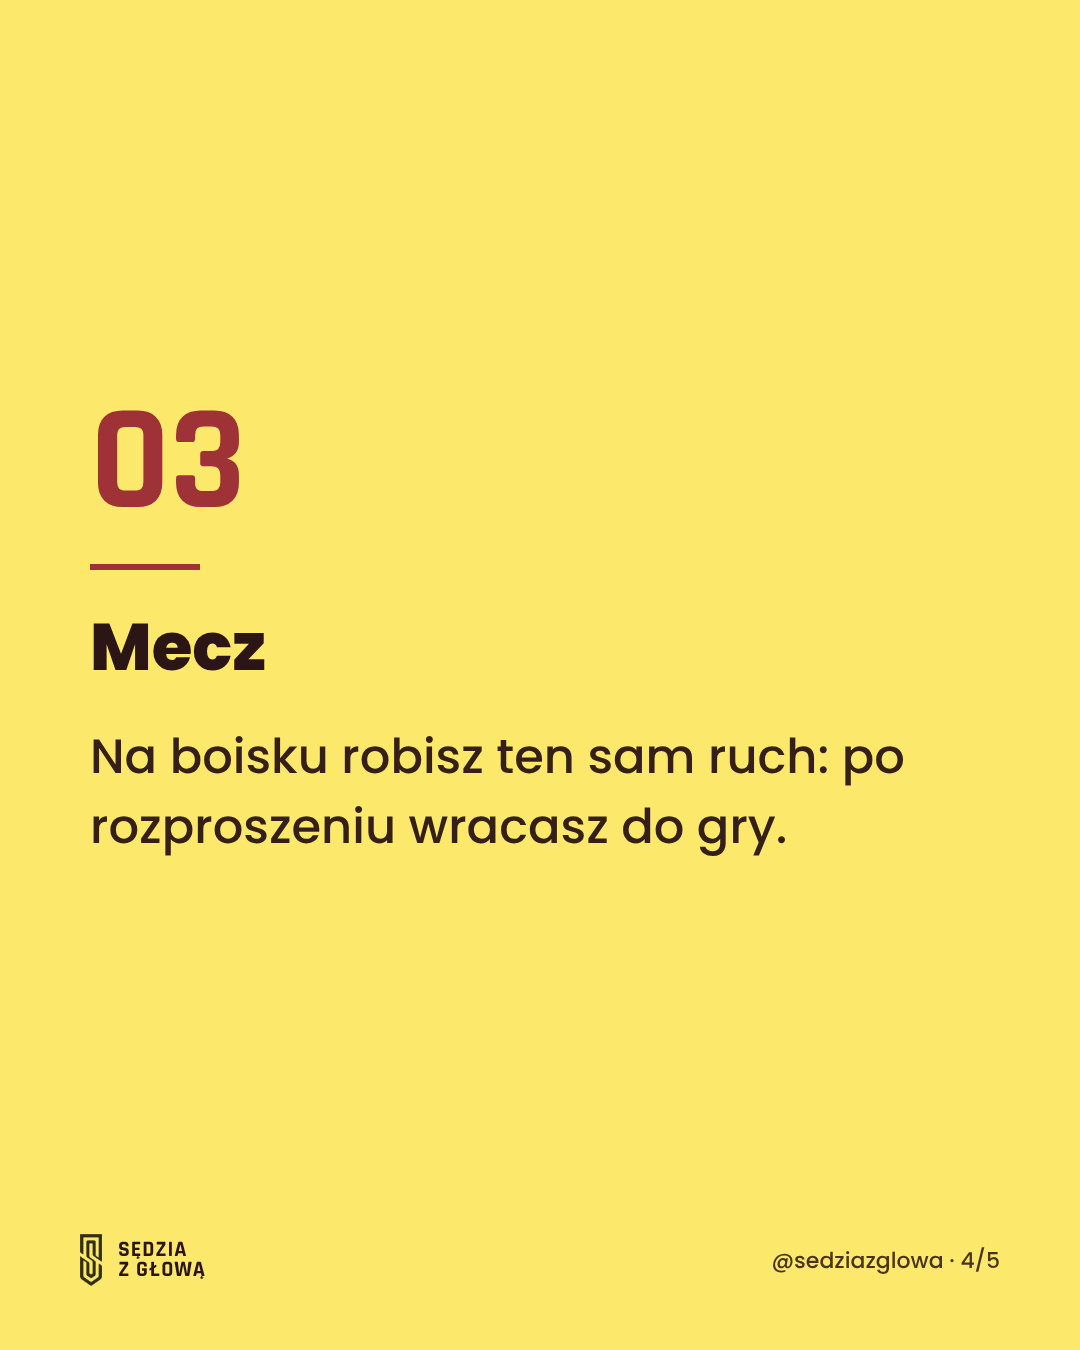 03
Mecz
Na boisku robisz ten sam ruch: po
rozproszeniu wracasz do gry.
SĘDZIA
Z GŁOWĄ
@sedziazglowa · 4/5